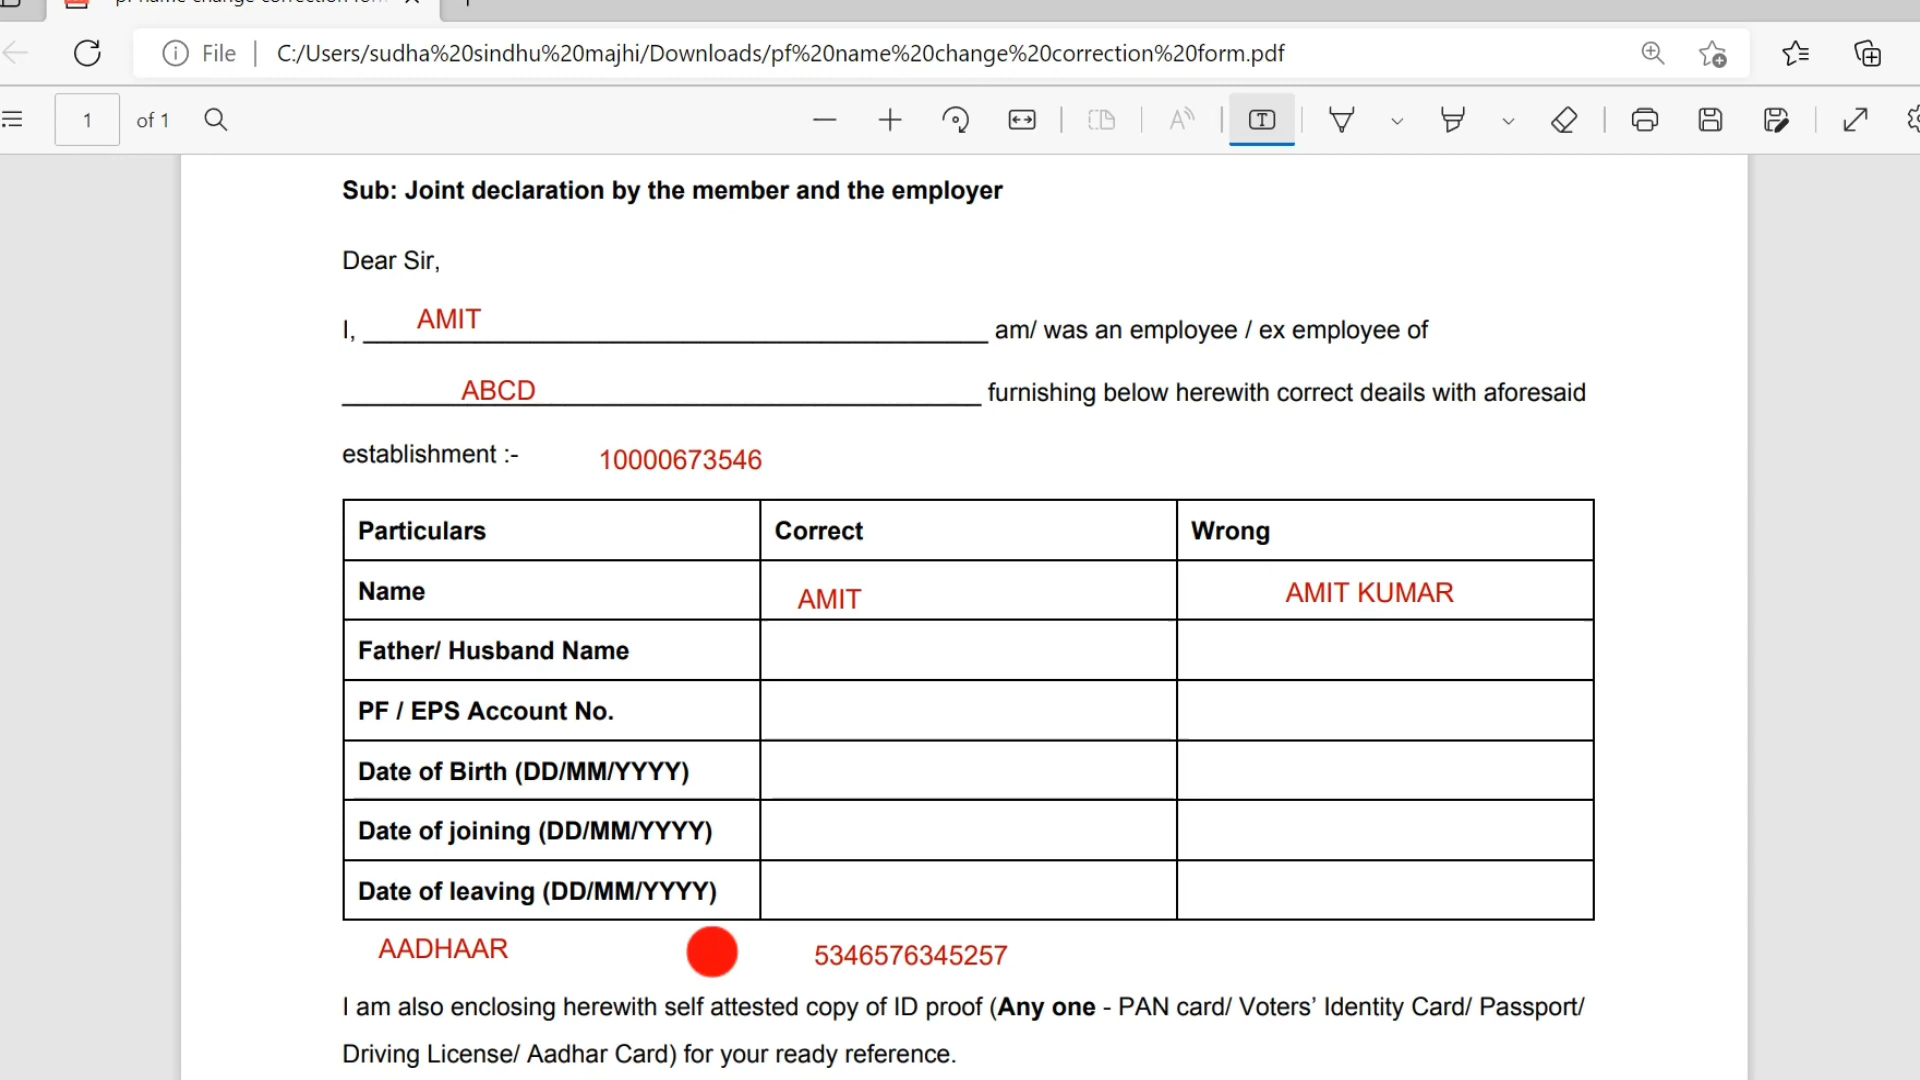 File C:/Users/sudha%20sindhu%20majhi/Downloads/pf%20name%20change%20correction%20form.pdf
1 of 1
Sub: Joint declaration by the member and the employer
Dear Sir,
I, AMIT am/ was an employee / ex employee of
ABCD furnishing below herewith correct deails with aforesaid
establishment :- 10000673546
Particulars Correct Wrong
Name AMIT AMIT KUMAR
Father/ Husband Name
PF / EPS Account No.
Date of Birth (DD/MM/YYYY)
Date of joining (DD/MM/YYYY)
Date of leaving (DD/MM/YYYY)
AADHAAR 5346576345257
I am also enclosing herewith self attested copy of ID proof (Any one - PAN card/ Voters’ Identity Card/ Passport/
Driving License/ Aadhar Card) for your ready reference.